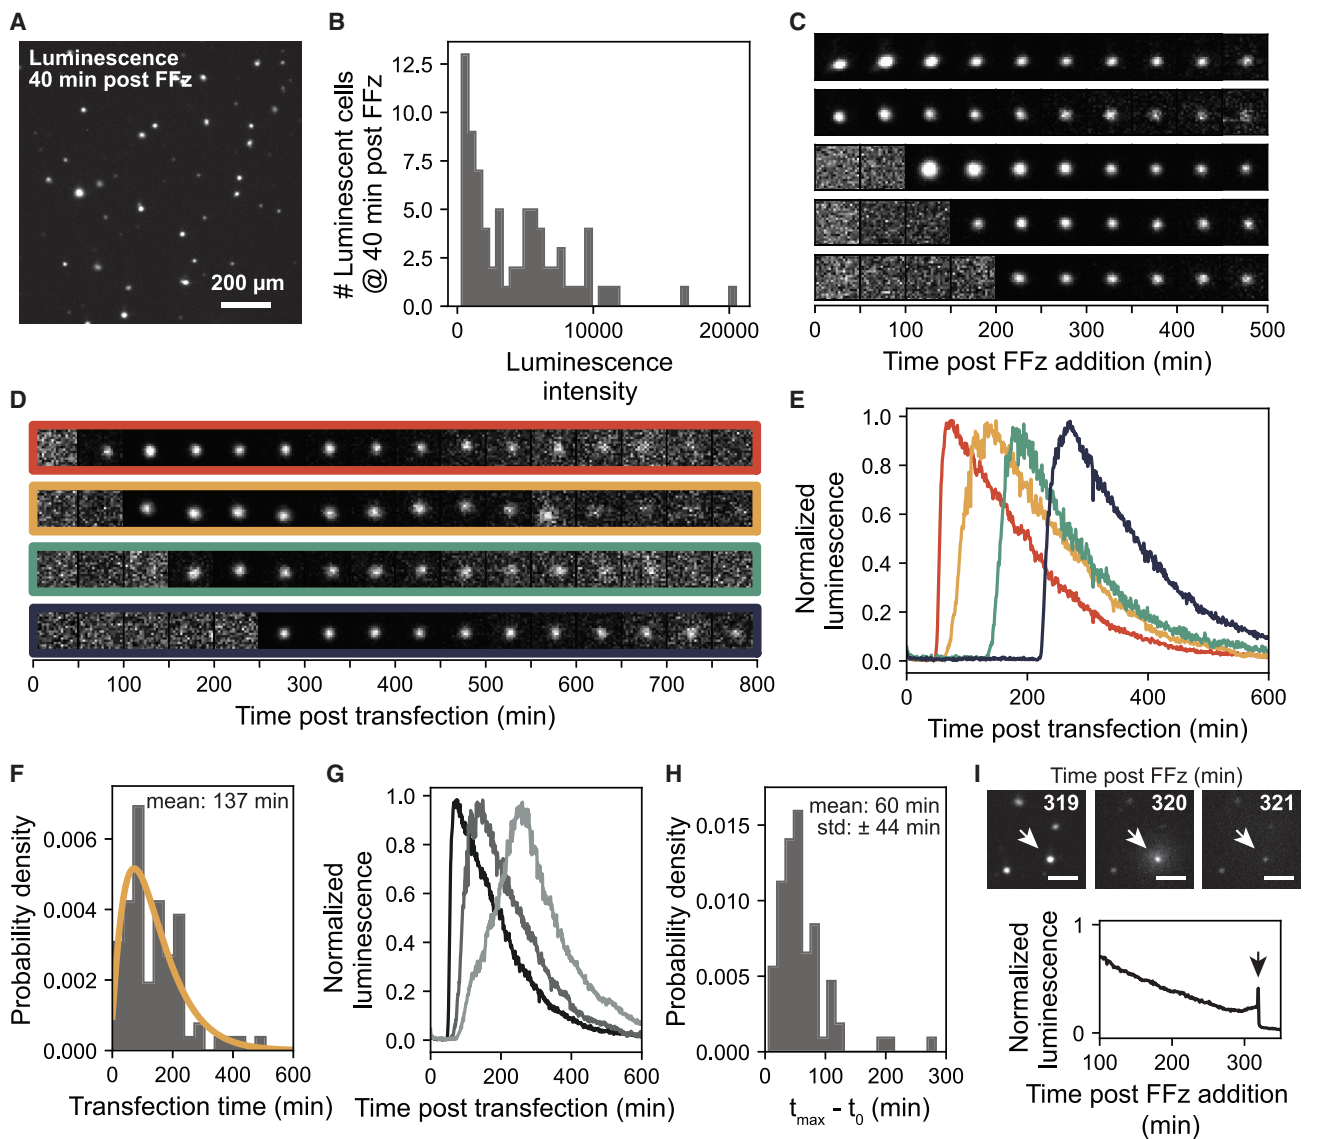 A
Luminescence
40 min post FFz
200 µm
B
# Luminescent cells
@ 40 min post FFz
12.5
10.0
7.5
5.0
2.5
0.0
0 10000 20000
Luminescence
intensity
C
0 100 200 300 400 500
Time post FFz addition (min)
D
0 100 200 300 400 500 600 700 800
Time post transfection (min)
E
Normalized
luminescence
1.0
0.8
0.6
0.4
0.2
0.0
0 200 400 600
Time post transfection (min)
F
mean: 137 min
Probability density
0.006
0.004
0.002
0.000
0 200 400 600
Transfection time (min)
G
Normalized
luminescence
1.0
0.8
0.6
0.4
0.2
0.0
0 200 400 600
Time post transfection (min)
H
mean: 60 min
std: ± 44 min
Probability density
0.015
0.010
0.005
0.000
0 100 200 300
tmax - t0 (min)
I
Time post FFz (min)
319 320 321
Normalized
luminescence
1
0
100 200 300
Time post FFz addition
(min)